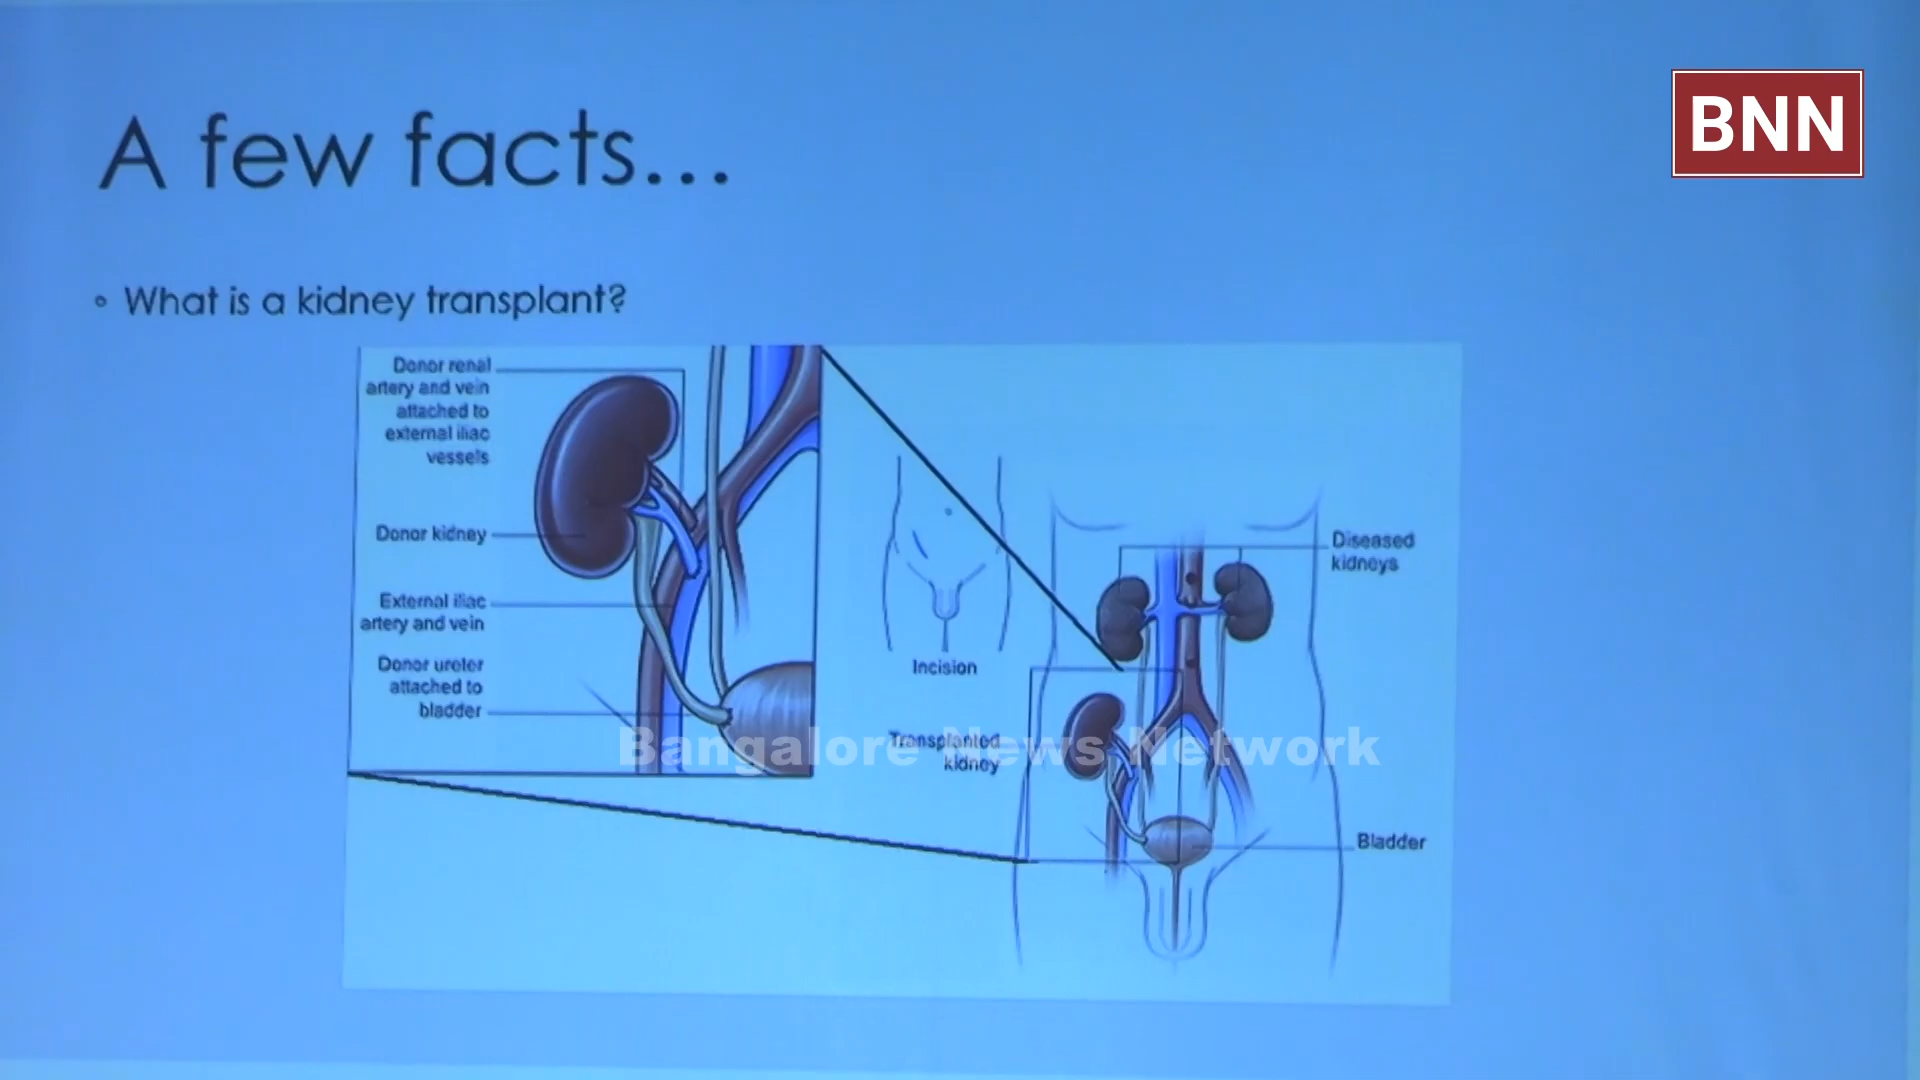 BNN
A few facts...
What is a kidney transplant?
Donor renal
artery and vein
attached to
external iliac
vessels
Donor kidney
External iliac
artery and vein
Donor ureter
attached to
bladder
Incision
Diseased
kidneys
Transplanted
kidney
Bladder
Bangalore News Network